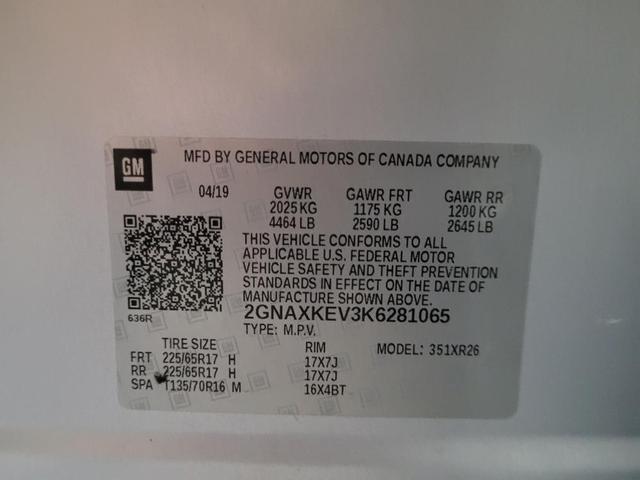 GM
MFD BY GENERAL MOTORS OF CANADA COMPANY
04/19 GVWR GAWR FRT GAWR RR
2025 KG 1175 KG 1200 KG
4464 LB 2590 LB 2645 LB
THIS VEHICLE CONFORMS TO ALL
APPLICABLE U.S. FEDERAL MOTOR
VEHICLE SAFETY AND THEFT PREVENTION
STANDARDS IN EFFECT ON THE DATE OF
MANUFACTURE SHOWN ABOVE.
636R
2GNAXKEV3K6281065
TYPE: M.P.V.
TIRE SIZE RIM MODEL: 351XR26
FRT 225/65R17 H 17X7J
RR 225/65R17 H 17X7J
SPA T135/70R16 M 16X4BT